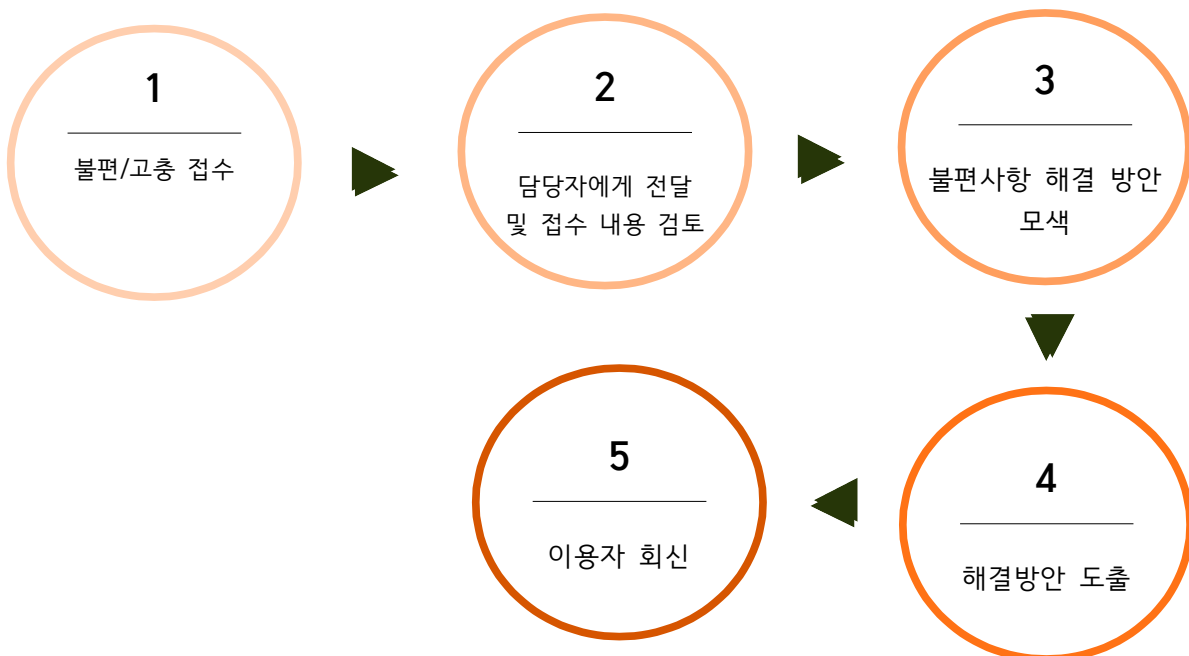 1
불편/고충 접수
2
담당자에게 전달
및 접수 내용 검토
3
불편사항 해결 방안
모색
4
해결방안 도출
5
이용자 회신